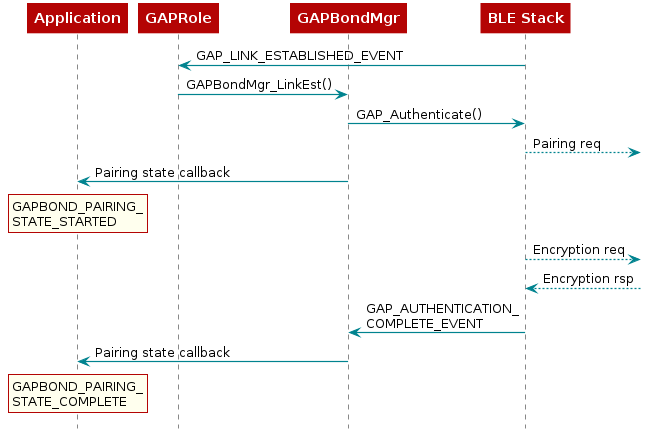 Application GAPRole GAPBondMgr BLE Stack
GAP_LINK_ESTABLISHED_EVENT
GAPBondMgr_LinkEst()
GAP_Authenticate()
Pairing req
Pairing state callback
GAPBOND_PAIRING_
STATE_STARTED
Encryption req
Encryption rsp
GAP_AUTHENTICATION_
COMPLETE_EVENT
Pairing state callback
GAPBOND_PAIRING_
STATE_COMPLETE